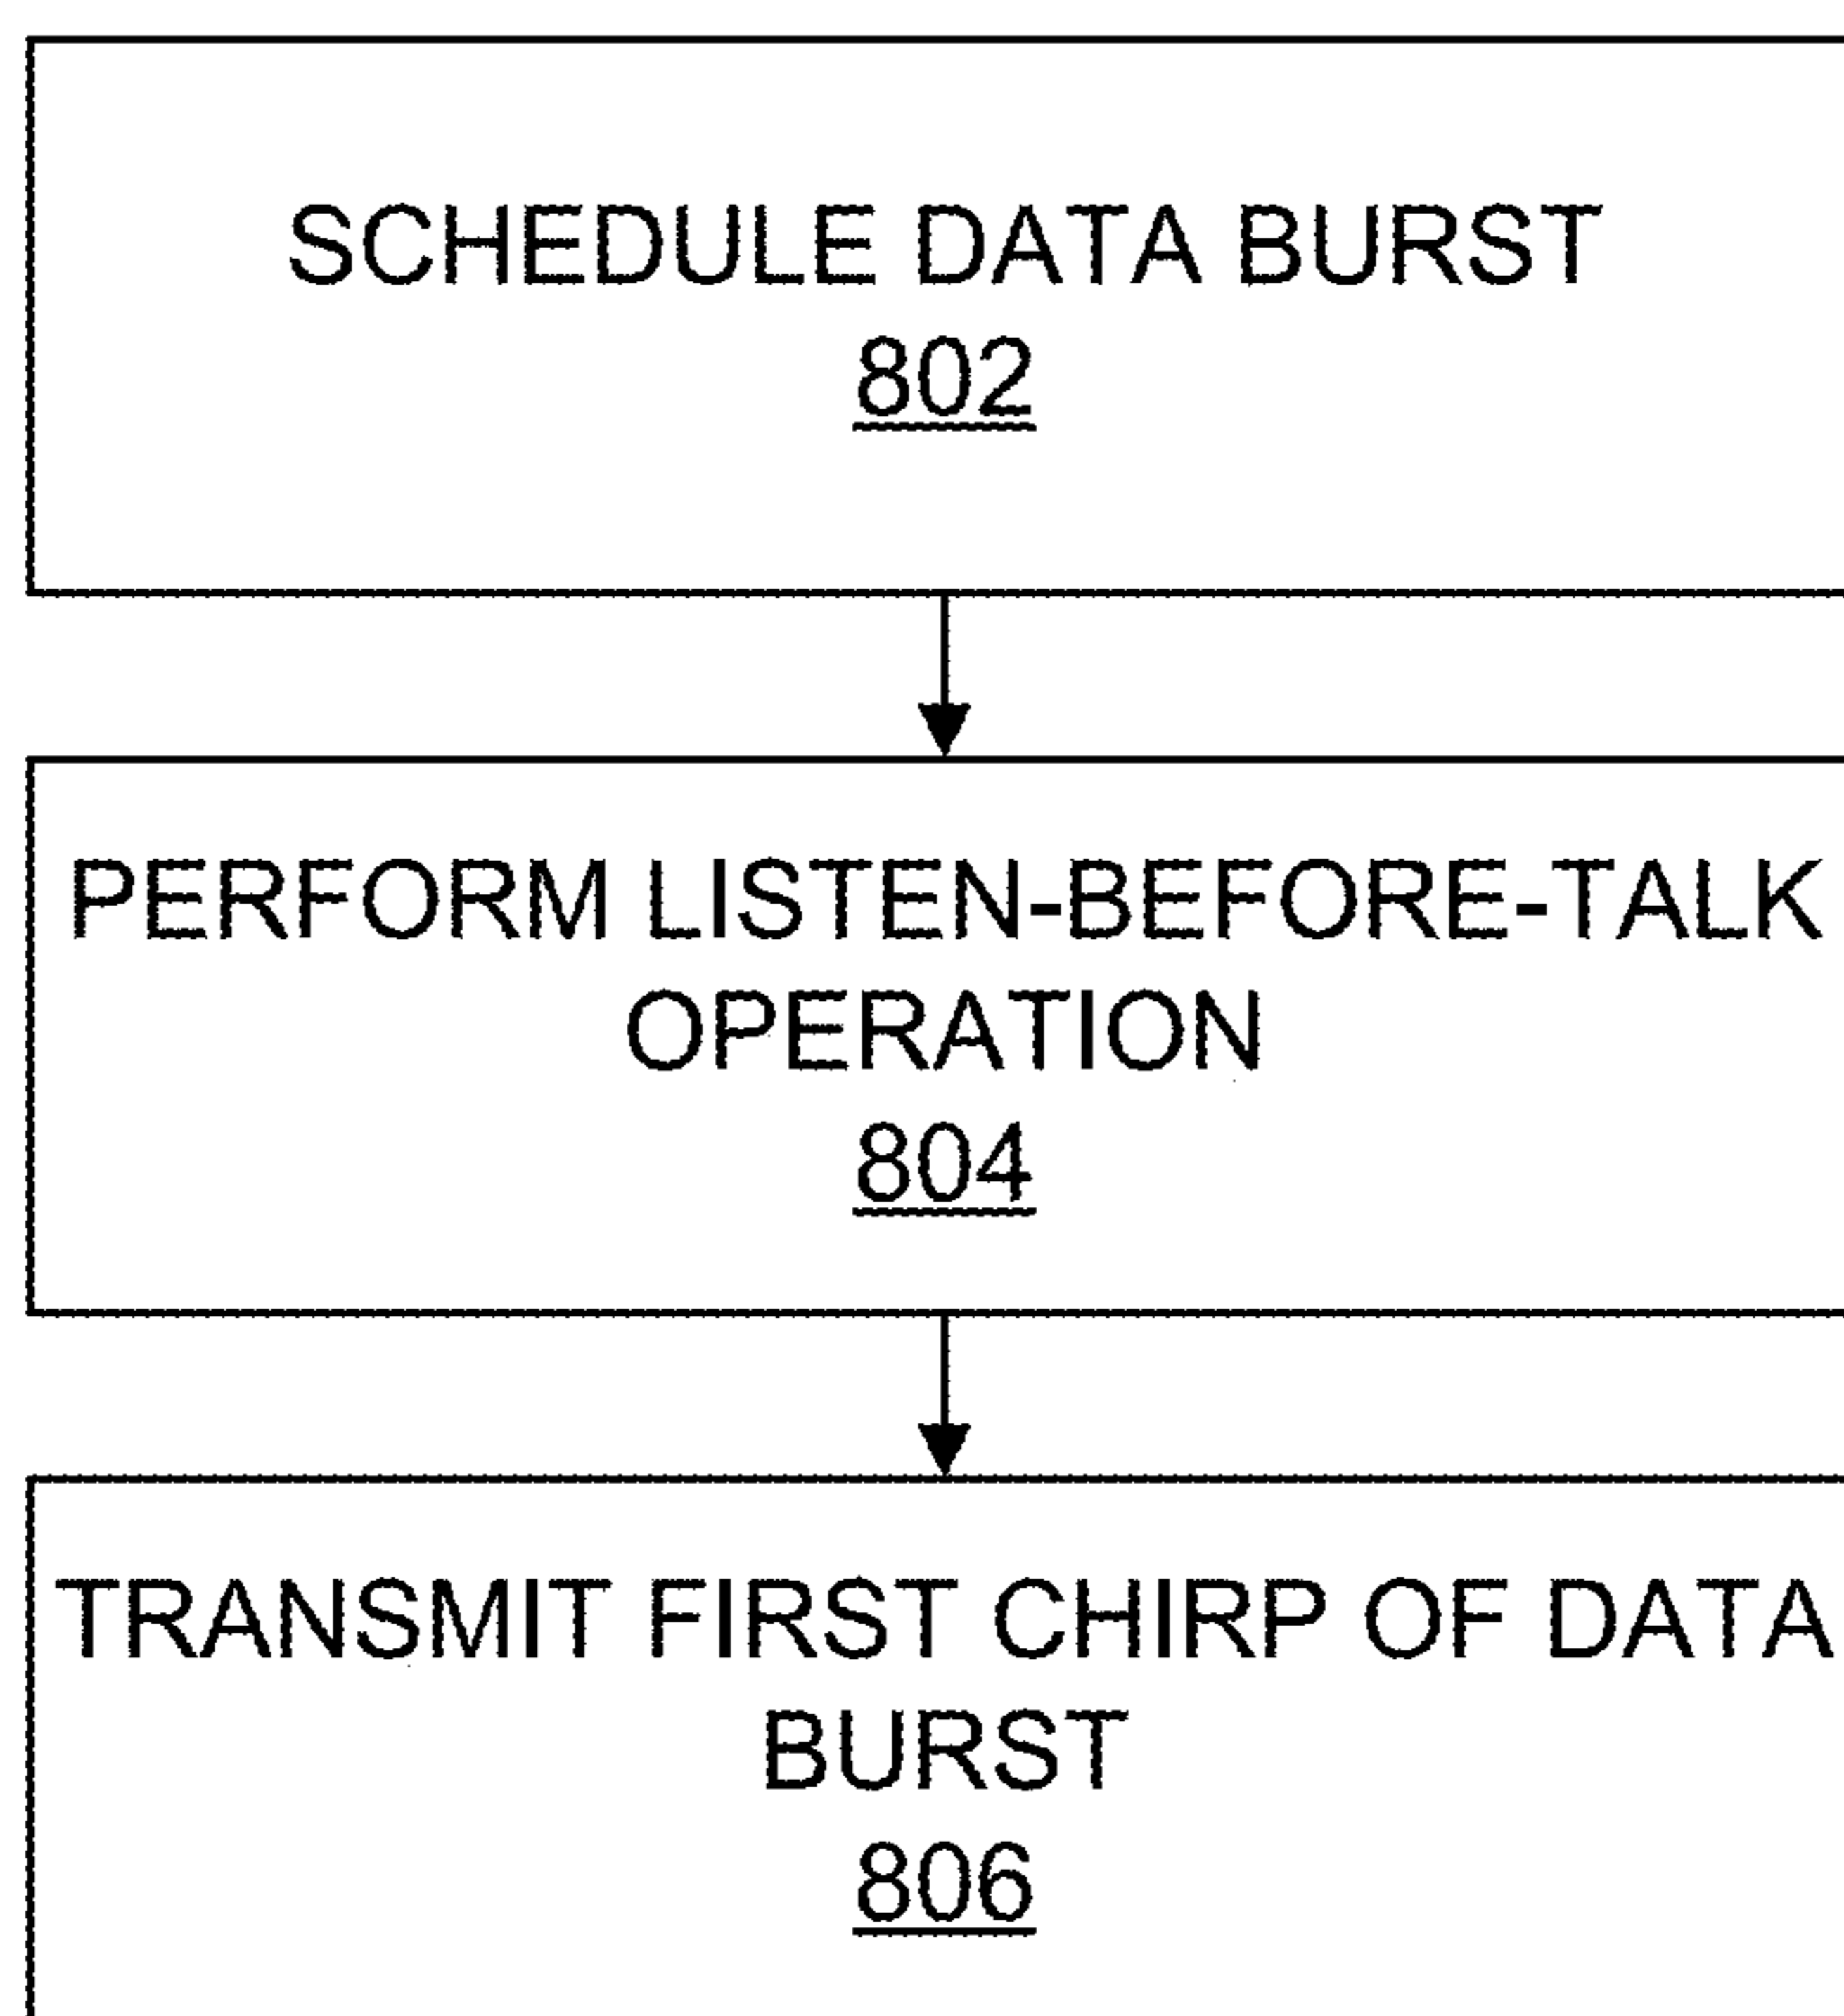 SCHEDULE DATA BURST
802
PERFORM LISTEN-BEFORE-TALK
OPERATION
804
TRANSMIT FIRST CHIRP OF DATA
BURST
806